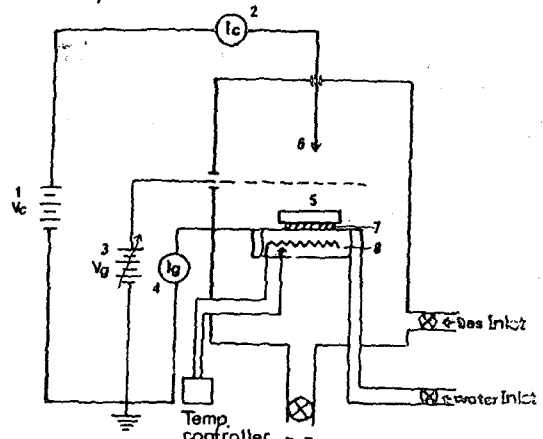 2
Ic
6
1
Vc
5
3
Vg
7
8
4
Ig
Gas Inlet
Water Inlet
Temp.
controller